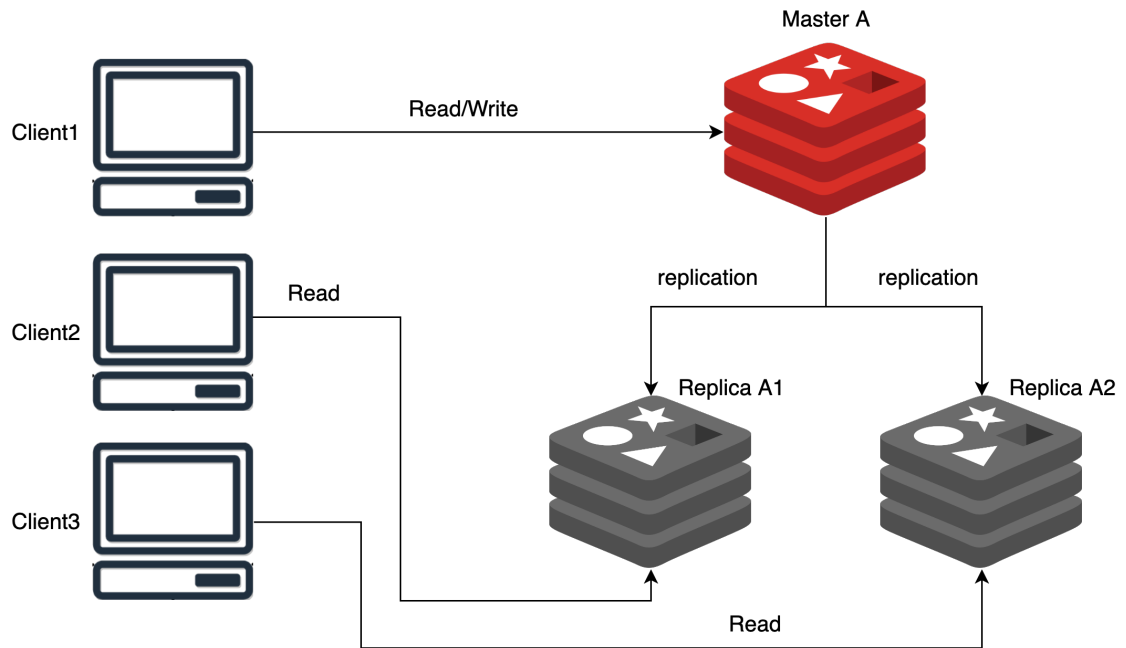 Master A
Client1
Read/Write
replication
replication
Read
Client2
Replica A1
Replica A2
Client3
Read